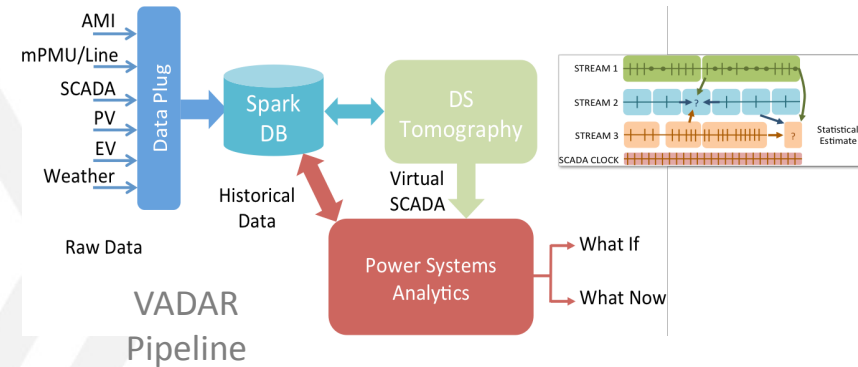 AMI
mPMU/Line
SCADA
PV
EV
Weather
Raw Data
Data Plug
Spark
DB
Historical
Data
DS
Tomography
Virtual
SCADA
Power Systems
Analytics
What If
What Now
VADAR
Pipeline
STREAM 1
STREAM 2
?
STREAM 3
?
Statistical
Estimate
SCADA CLOCK